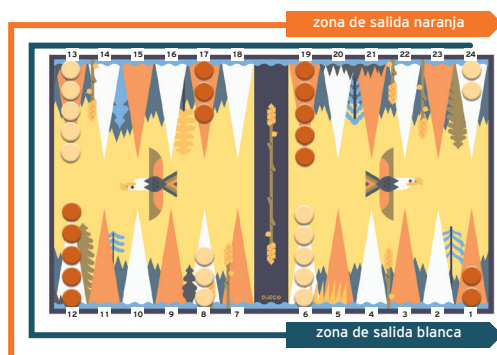 zona de salida naranja
13 14 15 16 17 18 19 20 21 22 23 24
DJECO
12 11 10 9 8 7 6 5 4 3 2 1
zona de salida blanca